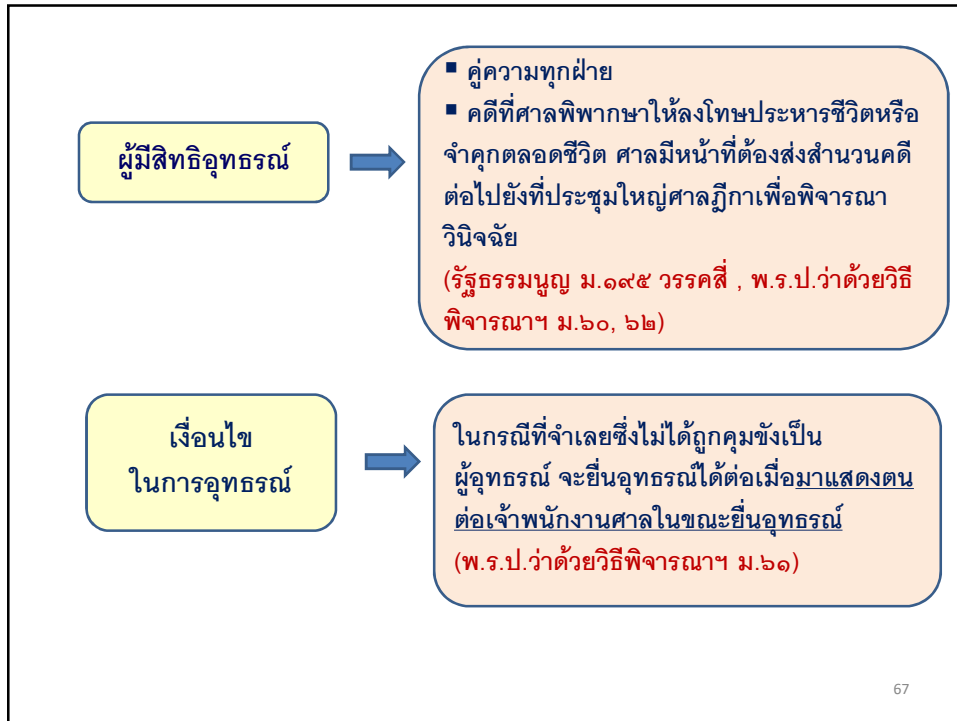 ผู้มีสิทธิอุทธรณ์
▪ คู่ความทุกฝ่าย
▪ คดีที่ศาลพิพากษาให้ลงโทษประหารชีวิตหรือ
จำคุกตลอดชีวิต ศาลมีหน้าที่ต้องส่งสำนวนคดี
ต่อไปยังที่ประชุมใหญ่ศาลฎีกาเพื่อพิจารณา
วินิจฉัย
(รัฐธรรมนูญ ม.๑๙๕ วรรคสี่ , พ.ร.ป.ว่าด้วยวิธี
พิจารณาฯ ม.๖๐, ๖๒)
เงื่อนไข
ในการอุทธรณ์
ในกรณีที่จำเลยซึ่งไม่ได้ถูกคุมขังเป็น
ผู้อุทธรณ์ จะยื่นอุทธรณ์ได้ต่อเมื่อมาแสดงตน
ต่อเจ้าพนักงานศาลในขณะยื่นอุทธรณ์
(พ.ร.ป.ว่าด้วยวิธีพิจารณาฯ ม.๖๑)
67